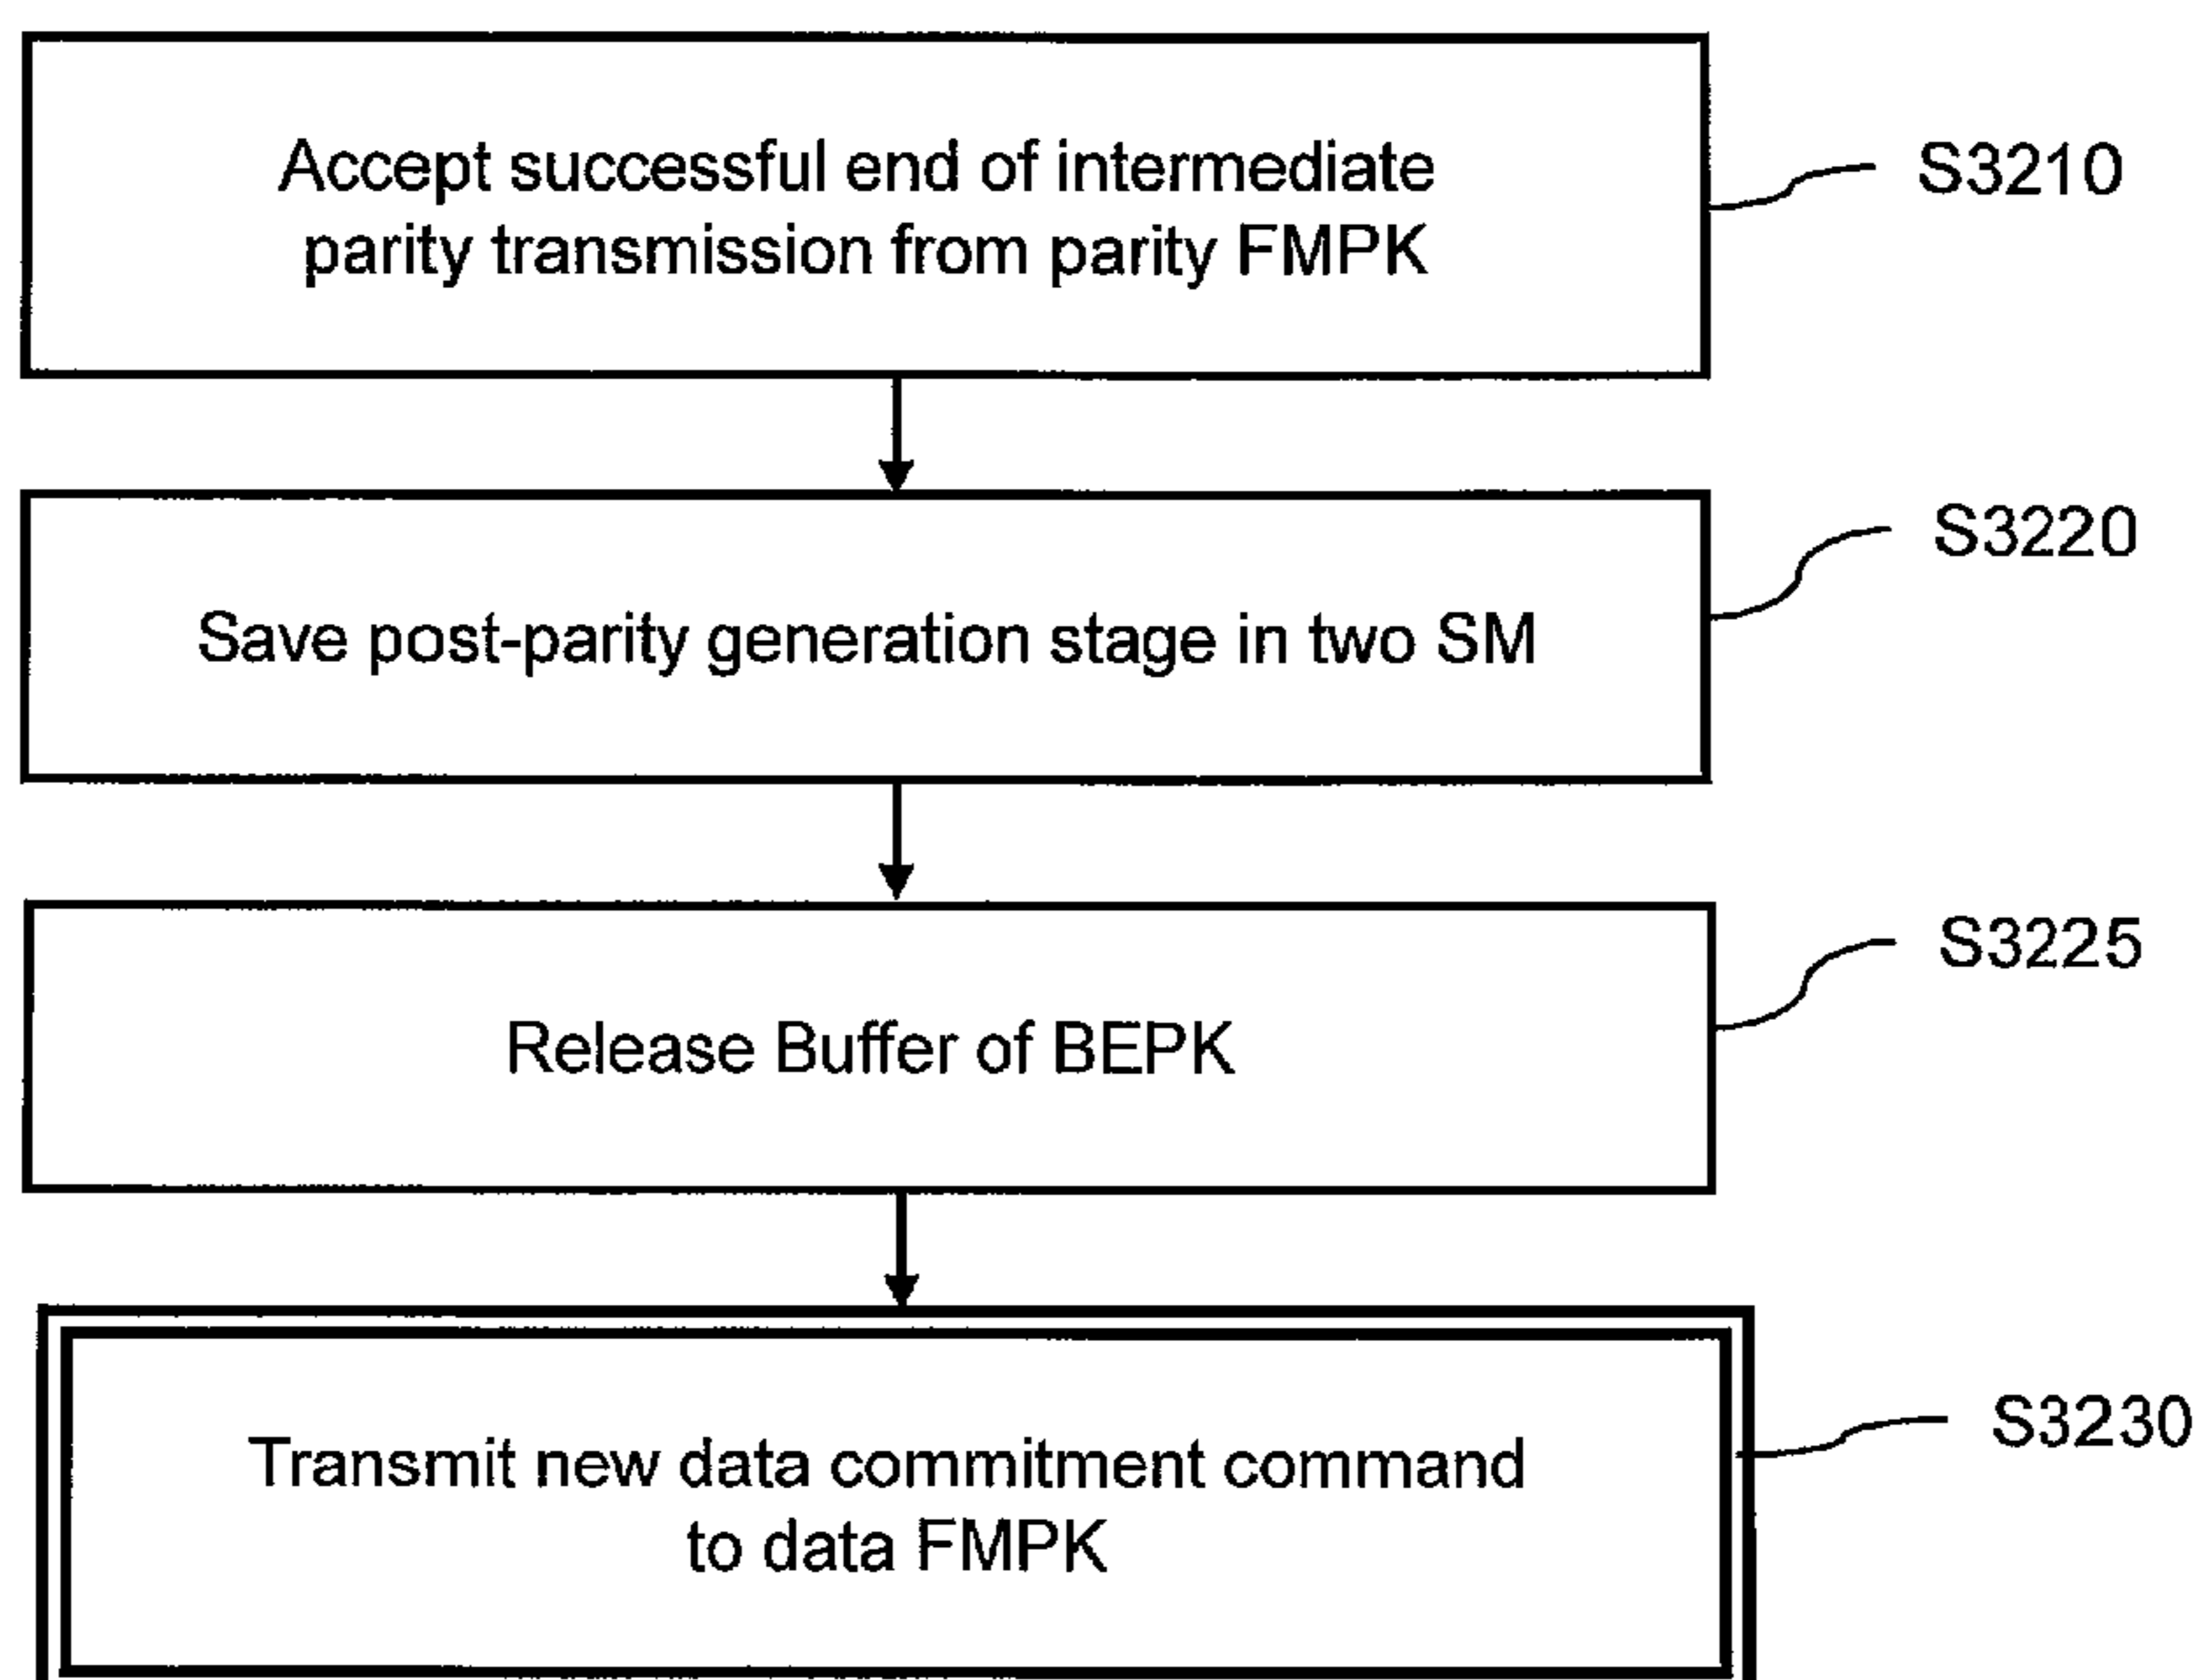 Accept successful end of intermediate
parity transmission from parity FMPK
S3210
Save post-parity generation stage in two SM
S3220
Release Buffer of BEPK
S3225
Transmit new data commitment command
to data FMPK
S3230